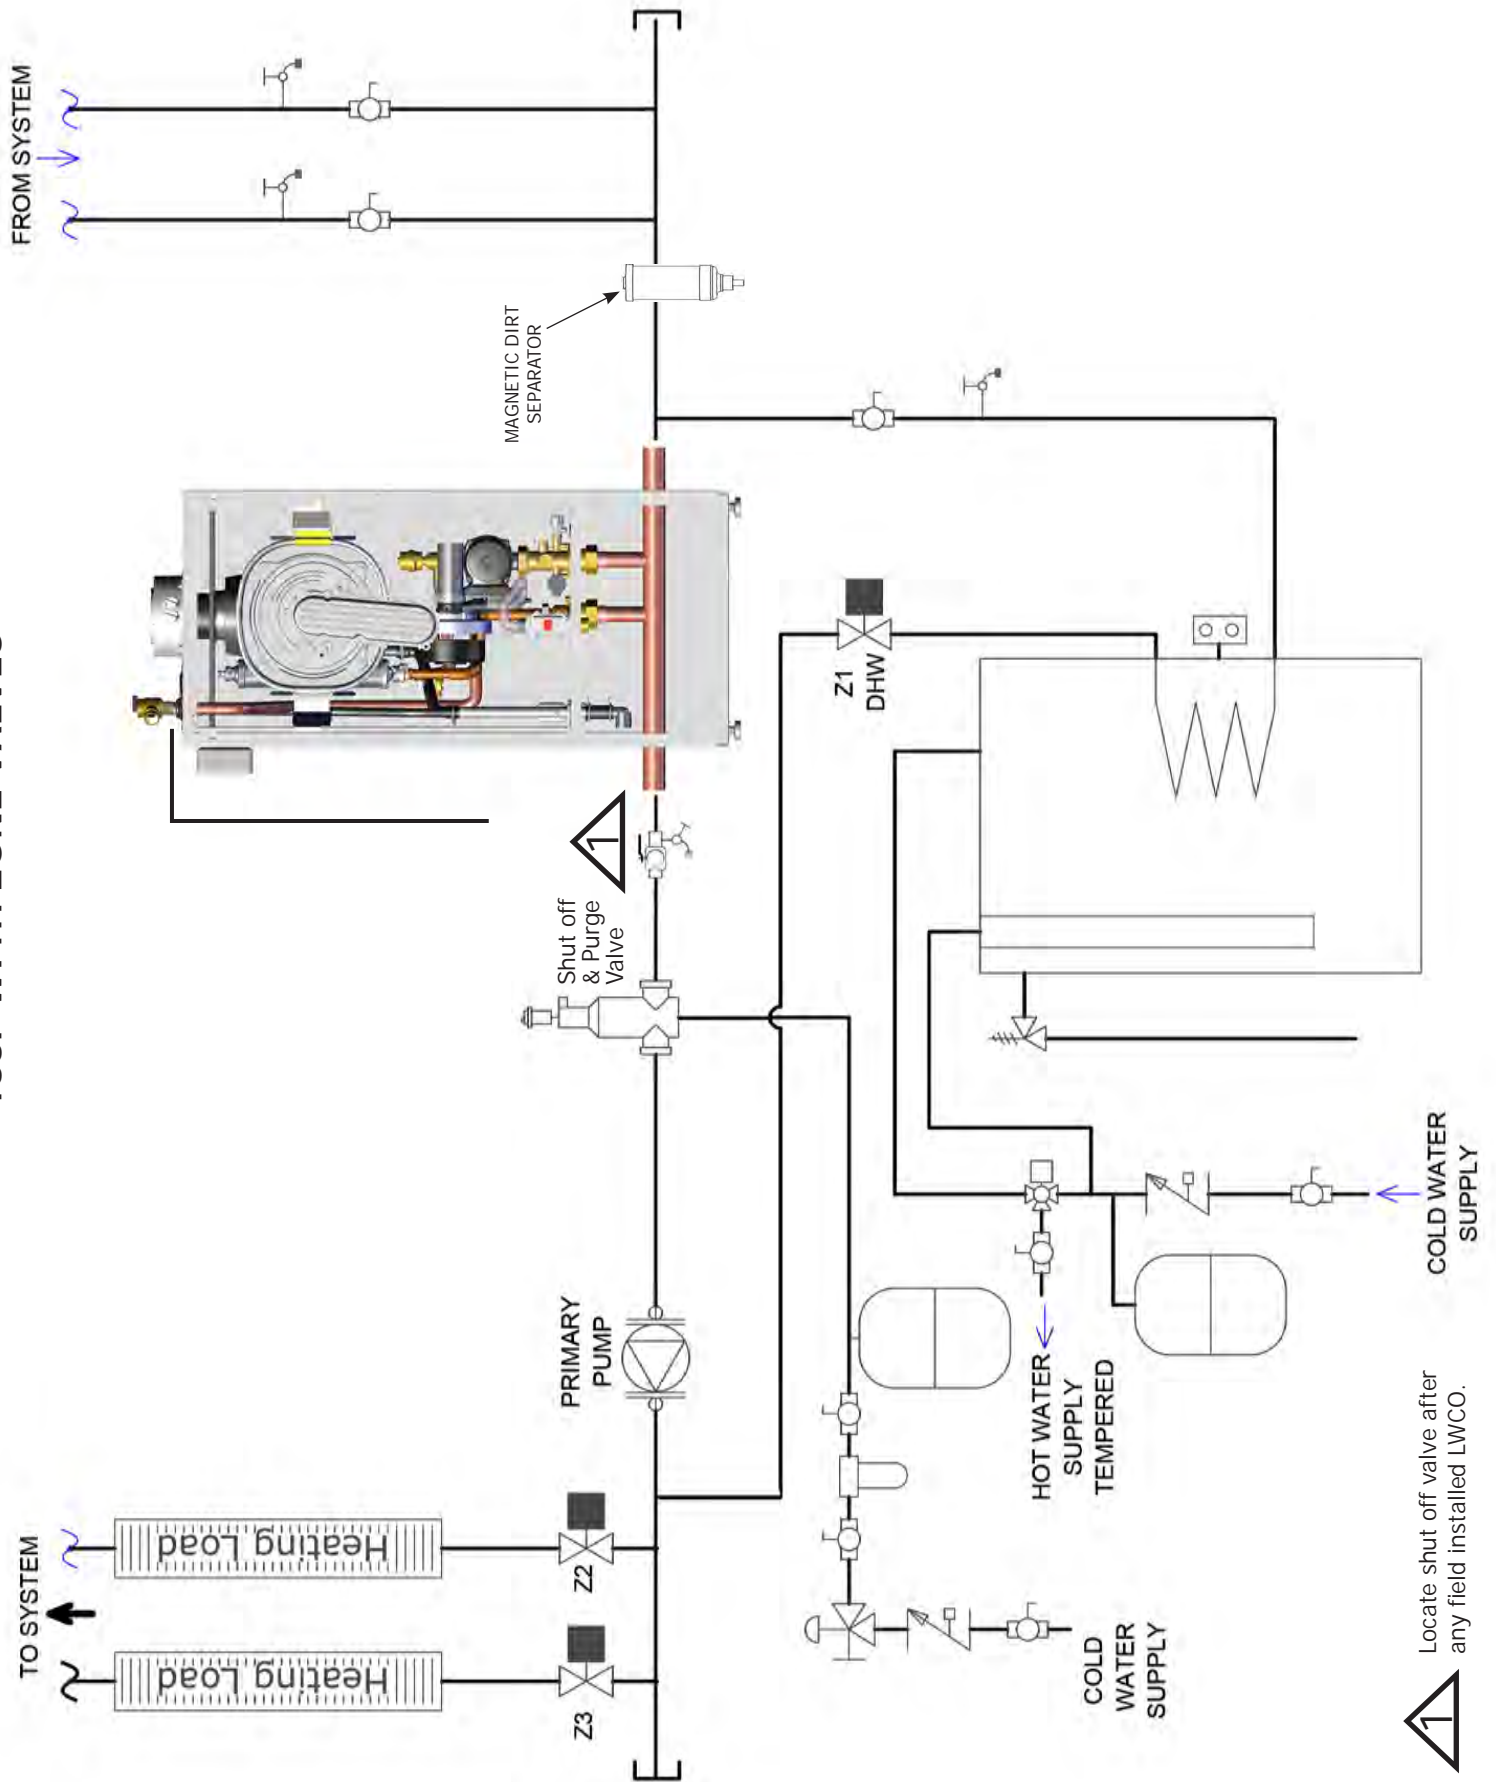 FROM SYSTEM
MAGNETIC DIRT
SEPARATOR
1
Shut off
& Purge
Valve
Z1
DHW
PRIMARY
PUMP
TO SYSTEM
Heating Load
Heating Load
Z2
Z3
HOT WATER
SUPPLY
TEMPERED
COLD WATER
SUPPLY
COLD
WATER
SUPPLY
1
Locate shut off valve after
any field installed LWCO.